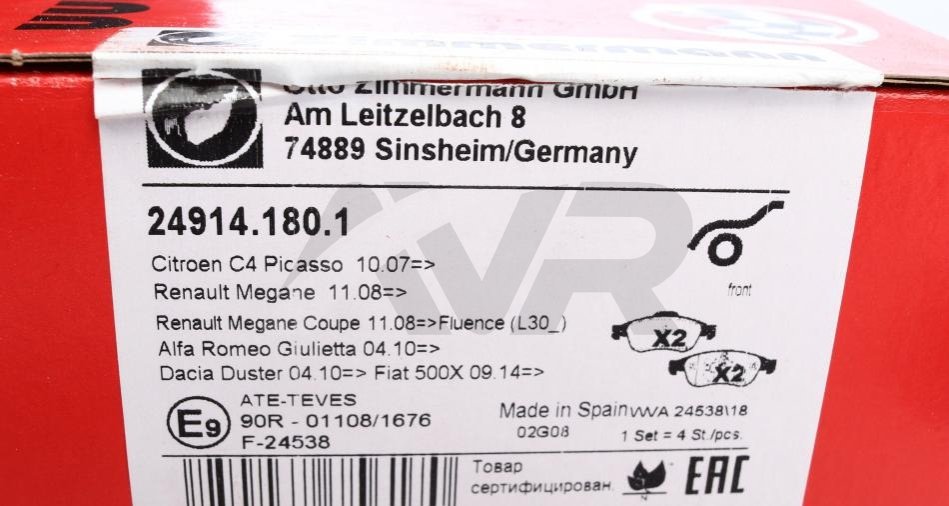 Otto Zimmermann GmbH
Am Leitzelbach 8
74889 Sinsheim/Germany
24914.180.1
Citroen C4 Picasso 10.07=>
Renault Megane 11.08=>
front
Renault Megane Coupe 11.08=>Fluence (L30_)
Alfa Romeo Giulietta 04.10=>
Dacia Duster 04.10=> Fiat 500X 09.14=>
X2
X2
E9
ATE-TEVES
90R - 01108/1676
F-24538
Made in Spain WVA 24538\18
02G08 1 Set = 4 St./pcs.
Товар
сертифицирован.
EAC
VR